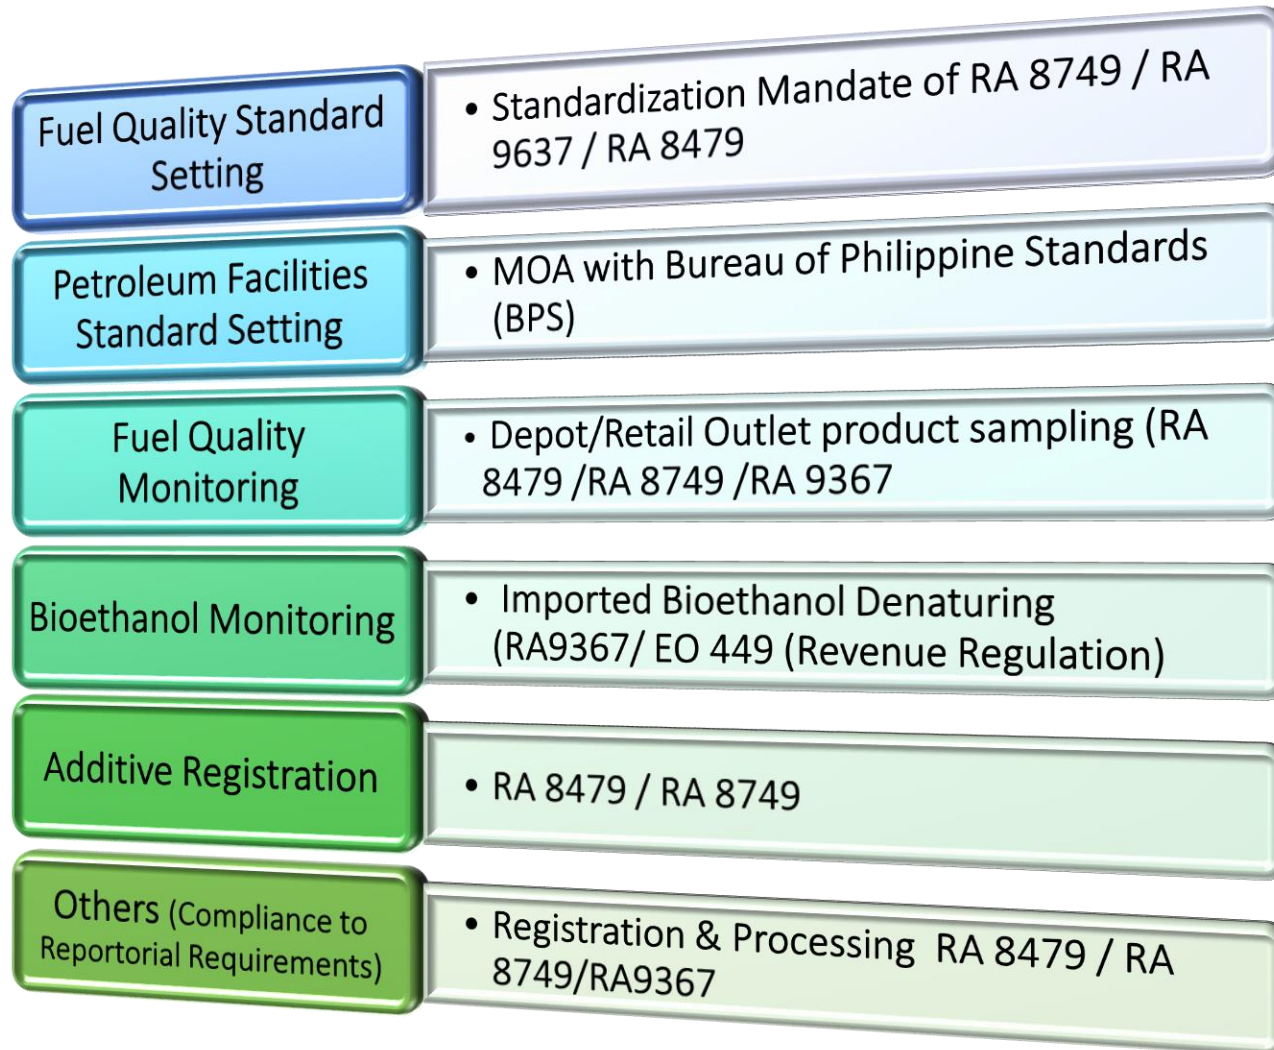 Fuel Quality Standard
Setting
• Standardization Mandate of RA 8749 / RA
9637 / RA 8479
Petroleum Facilities
Standard Setting
• MOA with Bureau of Philippine Standards
(BPS)
Fuel Quality
Monitoring
• Depot/Retail Outlet product sampling (RA
8479 /RA 8749 /RA 9367
Bioethanol Monitoring
• Imported Bioethanol Denaturing
(RA9367/ EO 449 (Revenue Regulation)
Additive Registration
• RA 8479 / RA 8749
Others (Compliance to
Reportorial Requirements)
• Registration & Processing RA 8479 / RA
8749/RA9367